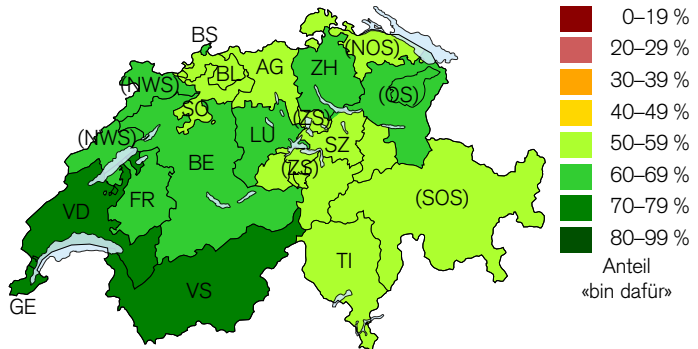 BS
(NWS)
BL
AG
ZH
(NOS)
SO
(OS)
(NWS)
LU
(ZS)
BE
SZ
(ZS)
FR
(SOS)
VD
TI
VS
GE
0–19 %
20–29 %
30–39 %
40–49 %
50–59 %
60–69 %
70–79 %
80–99 %
Anteil
«bin dafür»